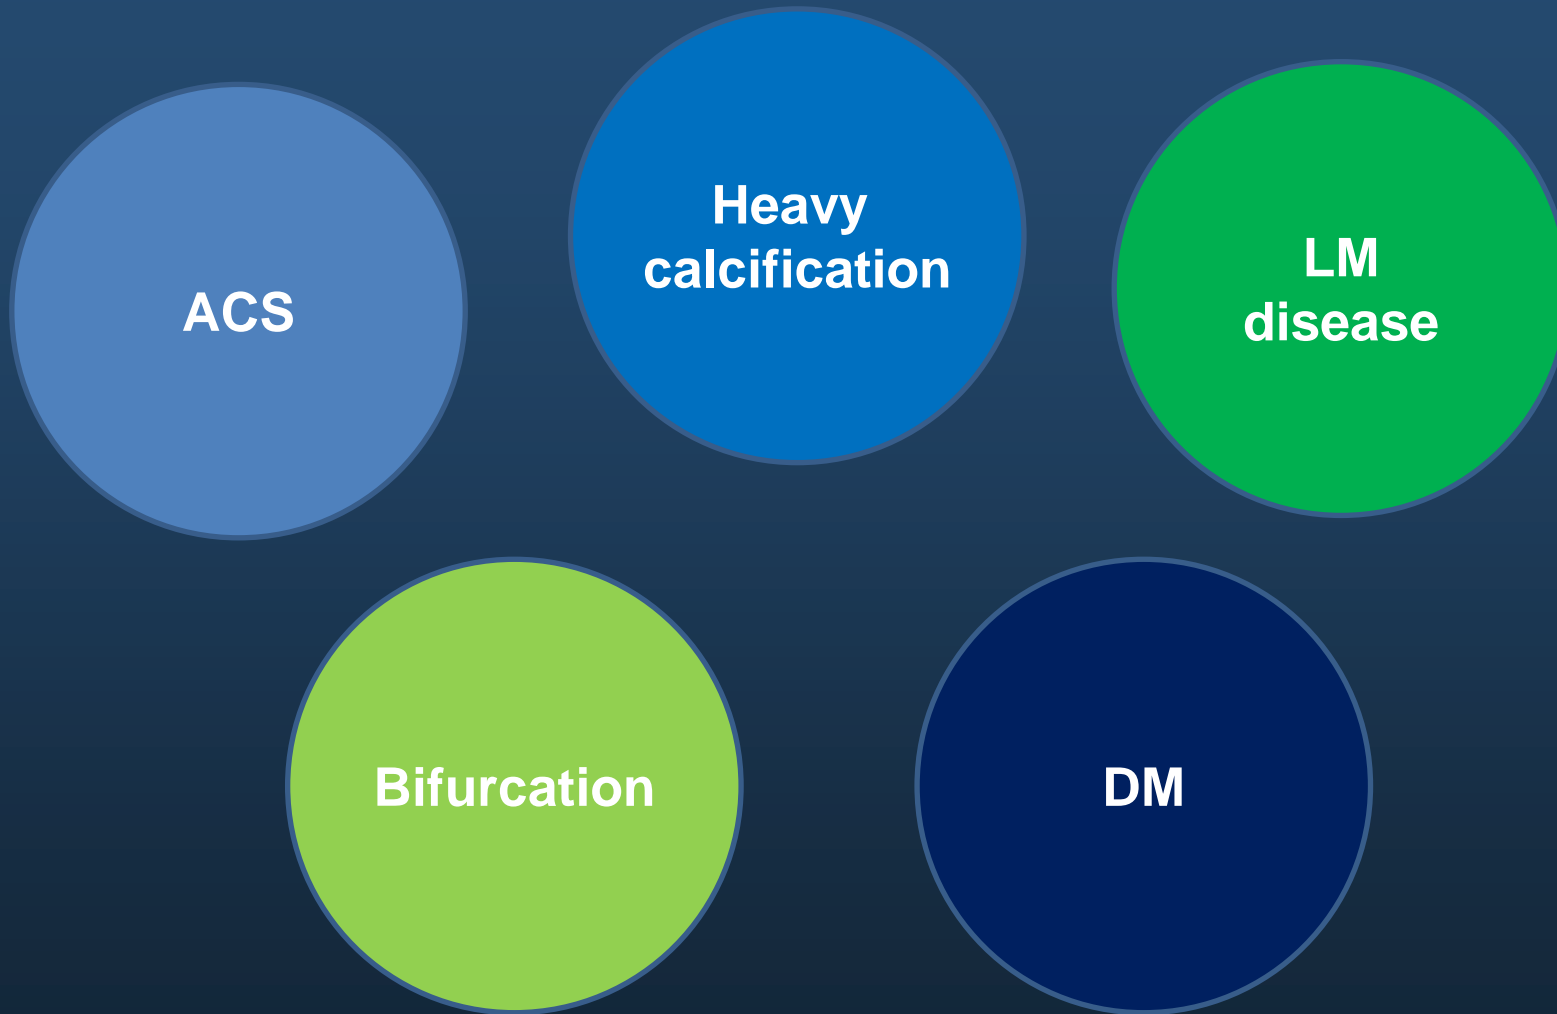 ACS
Heavy
calcification
LM
disease
Bifurcation
DM